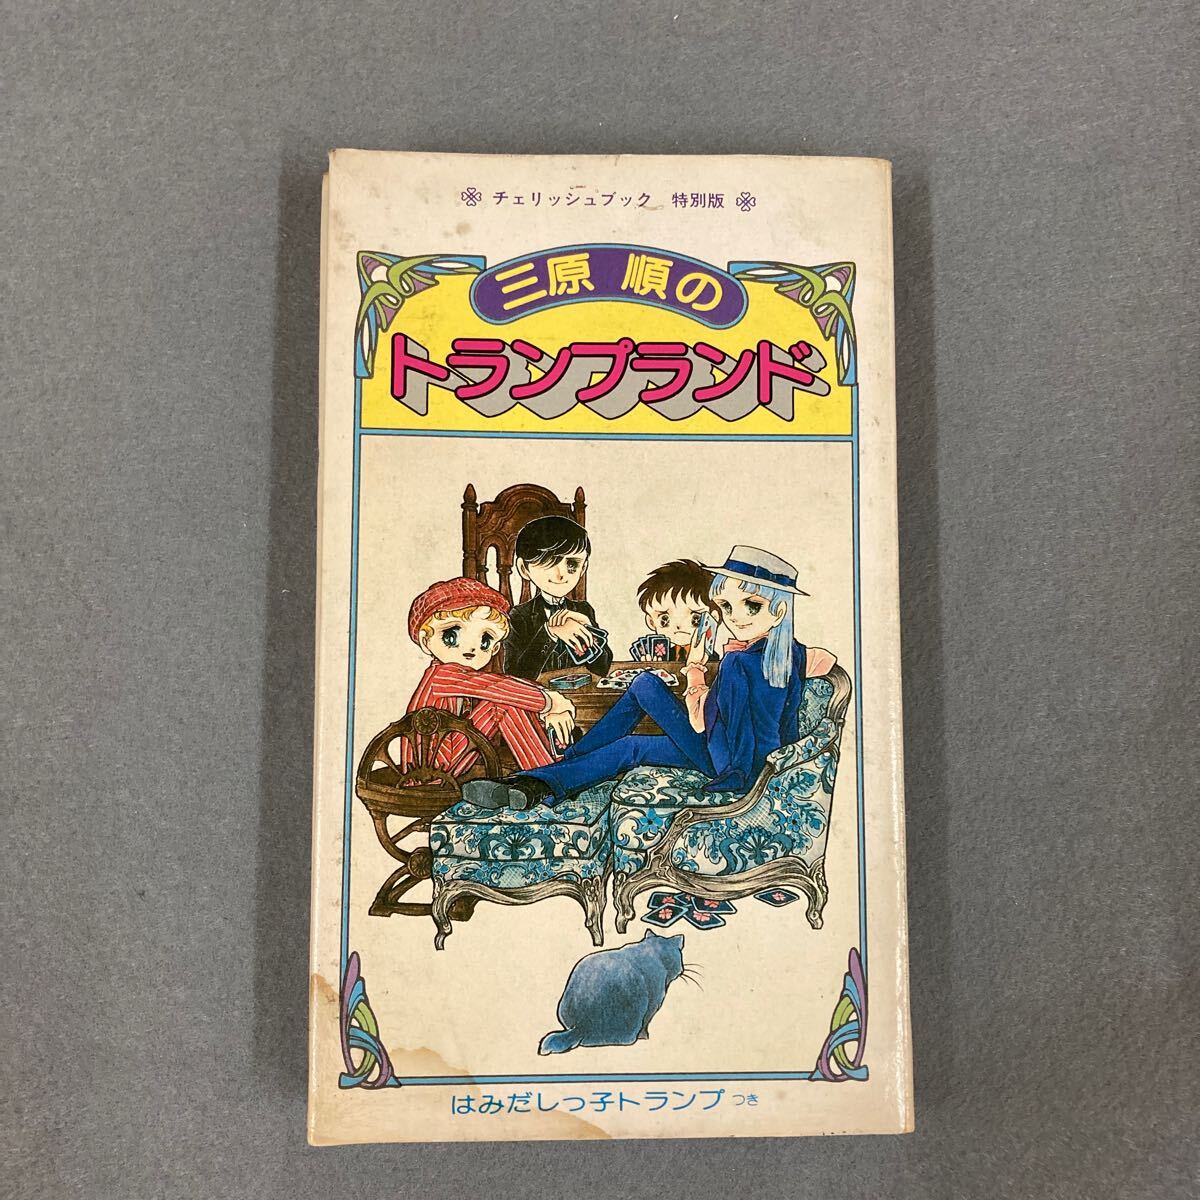 チェリッシュブック 特別版
三原 順の
トランプランド
はみだしっ子トランプつき